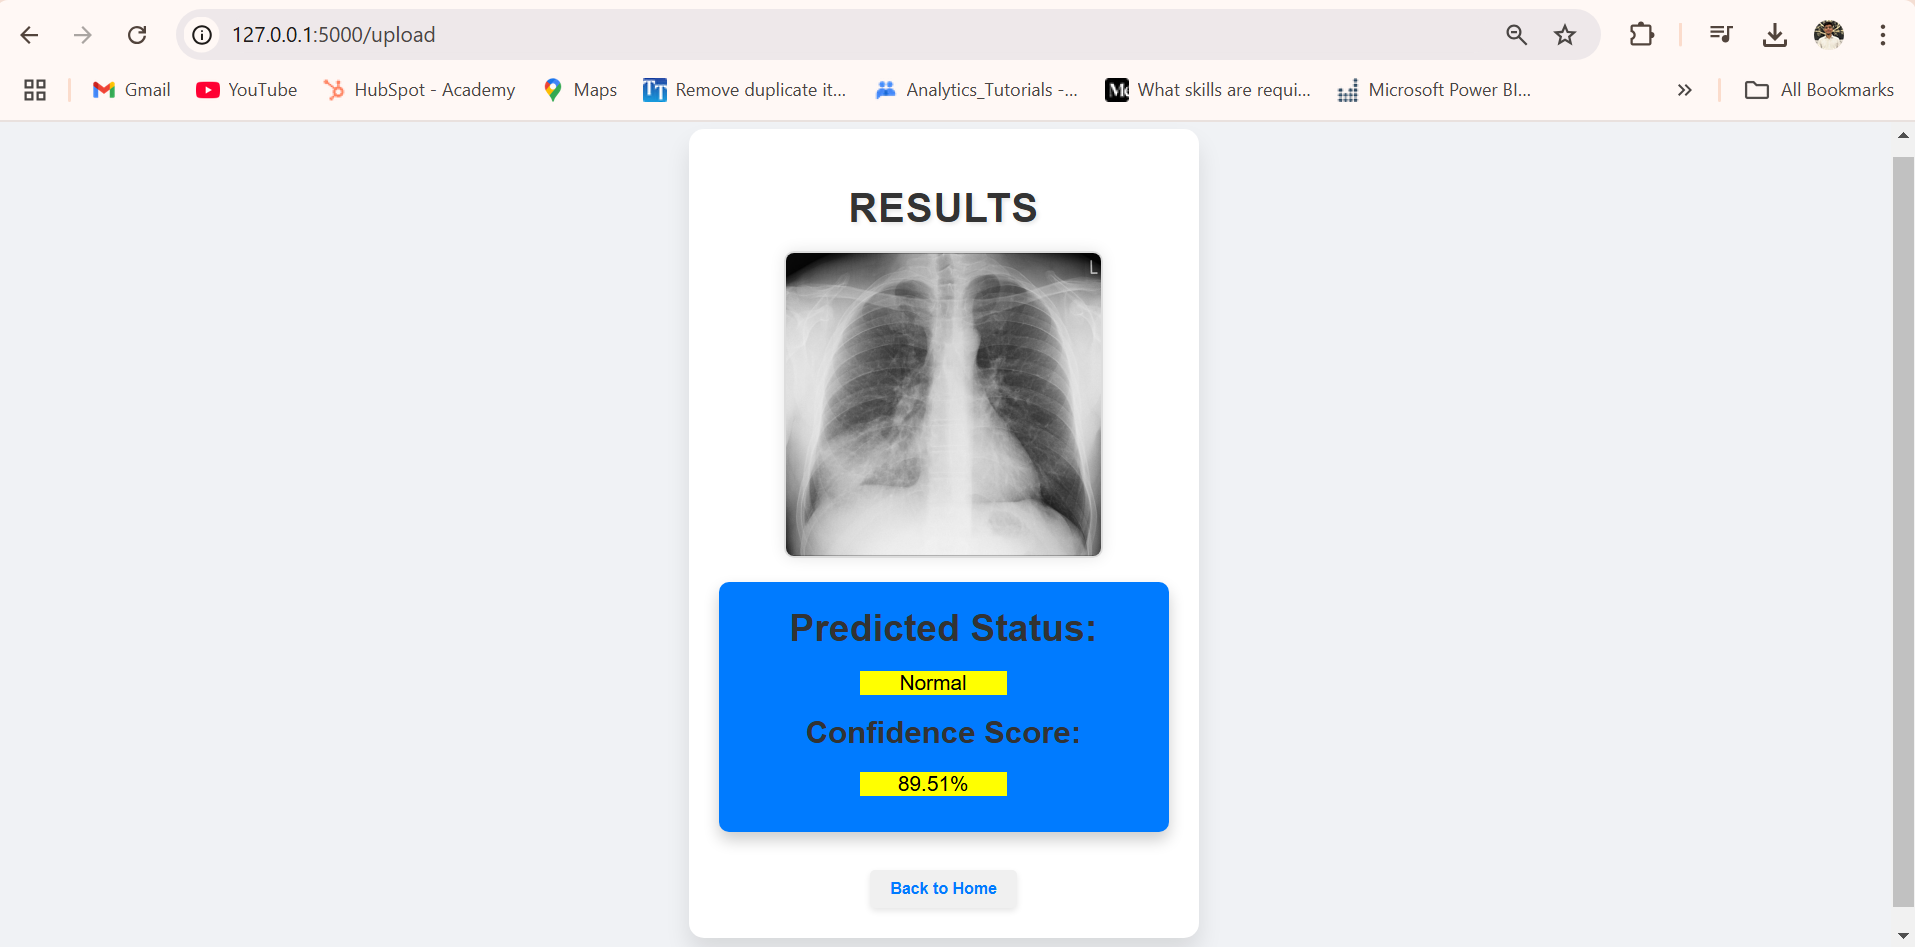 127.0.0.1:5000/upload
Gmail YouTube HubSpot - Academy Maps Remove duplicate it... Analytics_Tutorials -... What skills are requi... Microsoft Power BI... All Bookmarks
RESULTS
L
Predicted Status:
Normal
Confidence Score:
89.51%
Back to Home